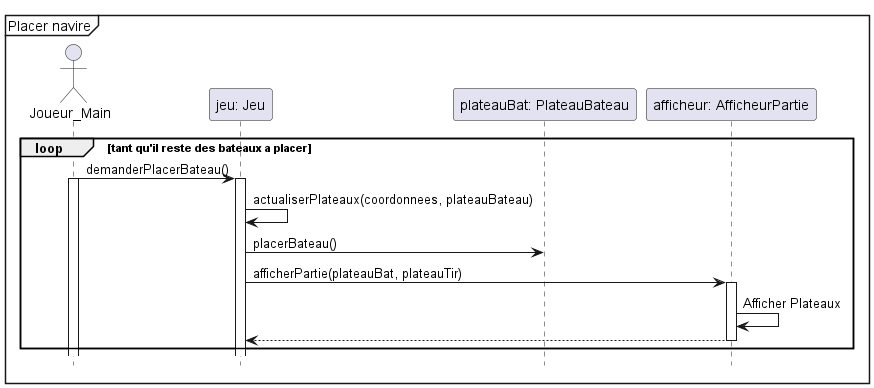 Placer navire
Joueur_Main
jeu: Jeu
plateauBat: PlateauBateau
afficheur: AfficheurPartie
loop
[tant qu'il reste des bateaux a placer]
demanderPlacerBateau()
actualiserPlateaux(coordonnees, plateauBateau)
placerBateau()
afficherPartie(plateauBat, plateauTir)
Afficher Plateaux